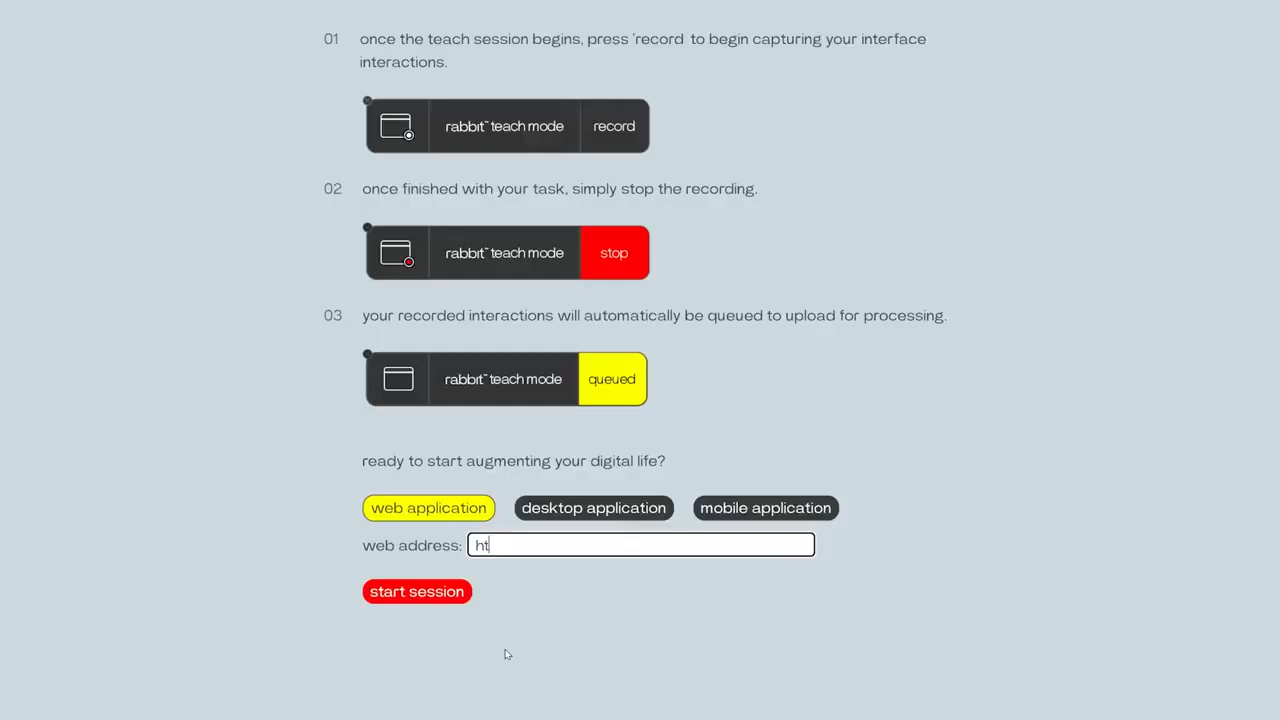 01 once the teach session begins, press 'record to begin capturing your interface
interactions.
rabbit™ teach mode record
02 once finished with your task, simply stop the recording.
rabbit™ teach mode stop
03 your recorded interactions will automatically be queued to upload for processing.
rabbit™ teach mode queued
ready to start augmenting your digital life?
web application desktop application mobile application
web address: ht
start session